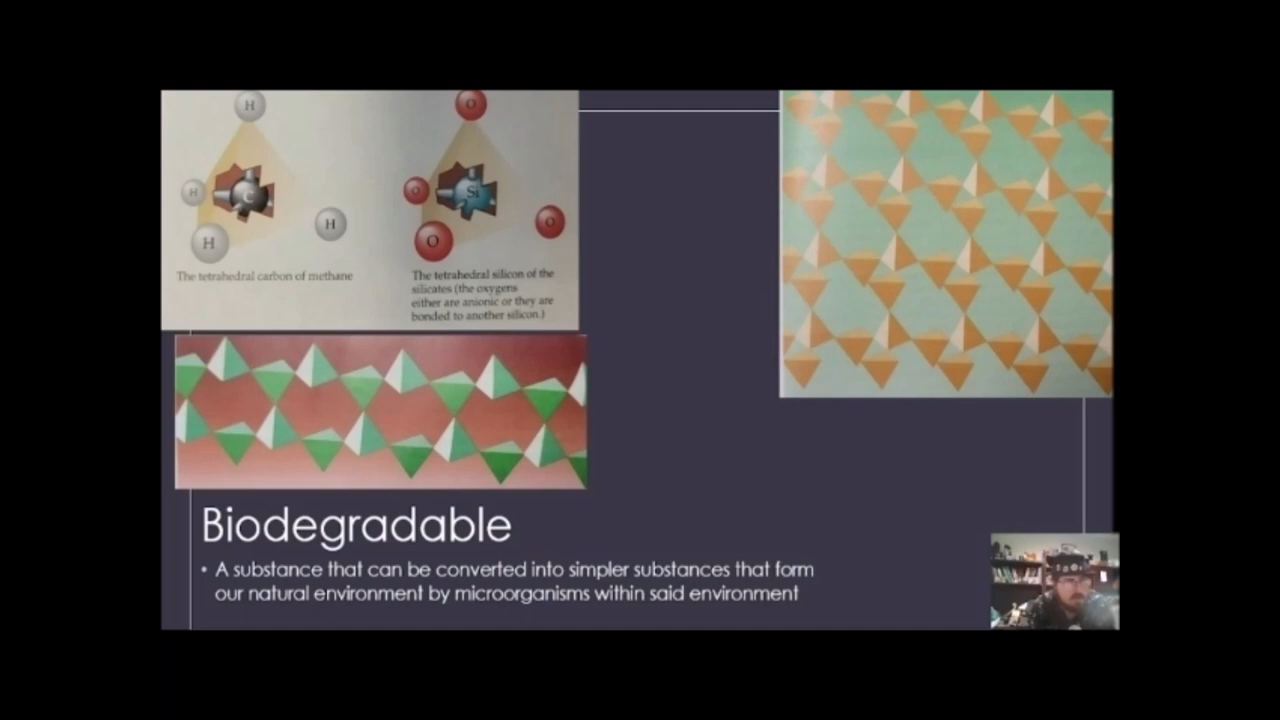 H
O
H
C
O
Si
H
H
O
O
The tetrahedral carbon of methane
The tetrahedral silicon of the
silicates (the oxygens
either are anionic or they are
bonded to another silicon.)
Biodegradable
• A substance that can be converted into simpler substances that form
our natural environment by microorganisms within said environment